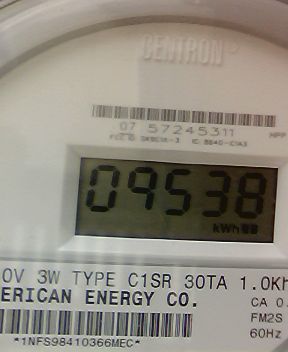 CENTRON
07 57245311
09538
kWh
0V 3W TYPE C1SR 30TA 1.0Kh
ERICAN ENERGY CO.
CA 0.
FM2S
60Hz
*1NFS98410366MEC*